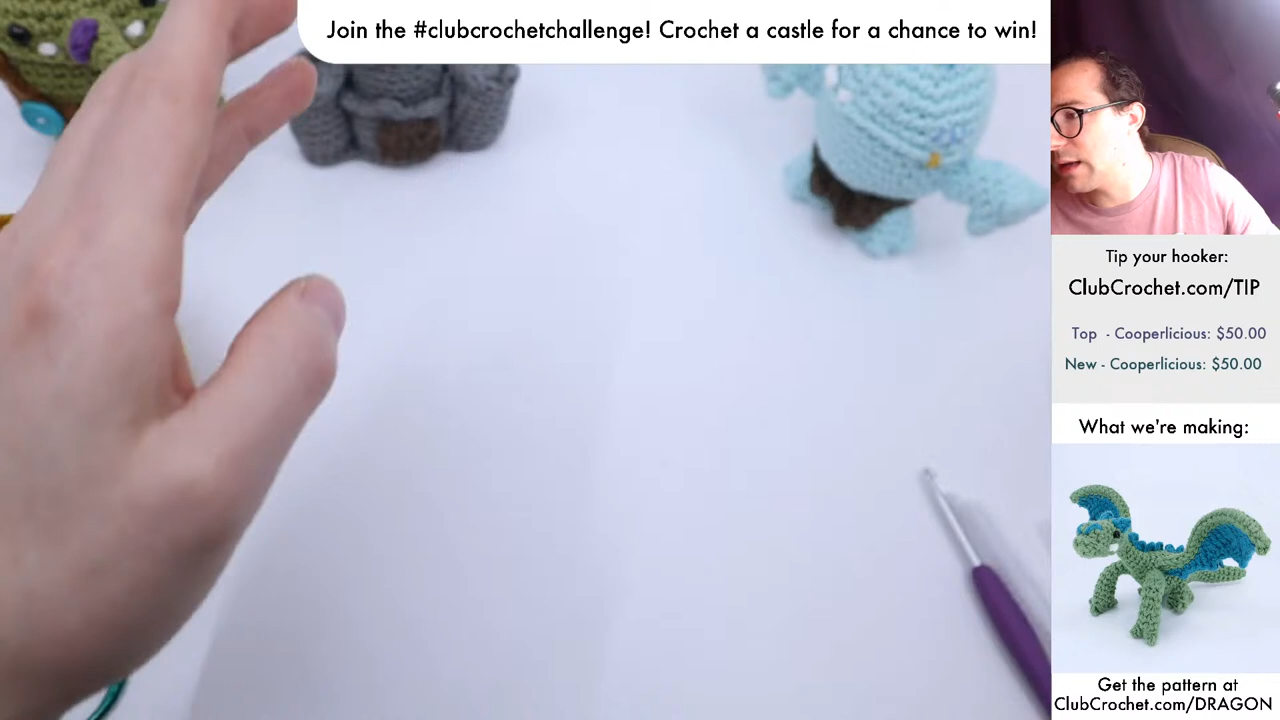 Join the #clubcrochetchallenge! Crochet a castle for a chance to win!
Tip your hooker:
ClubCrochet.com/TIP
Top - Cooperlicious: $50.00
New - Cooperlicious: $50.00
What we're making:
Get the pattern at
ClubCrochet.com/DRAGON